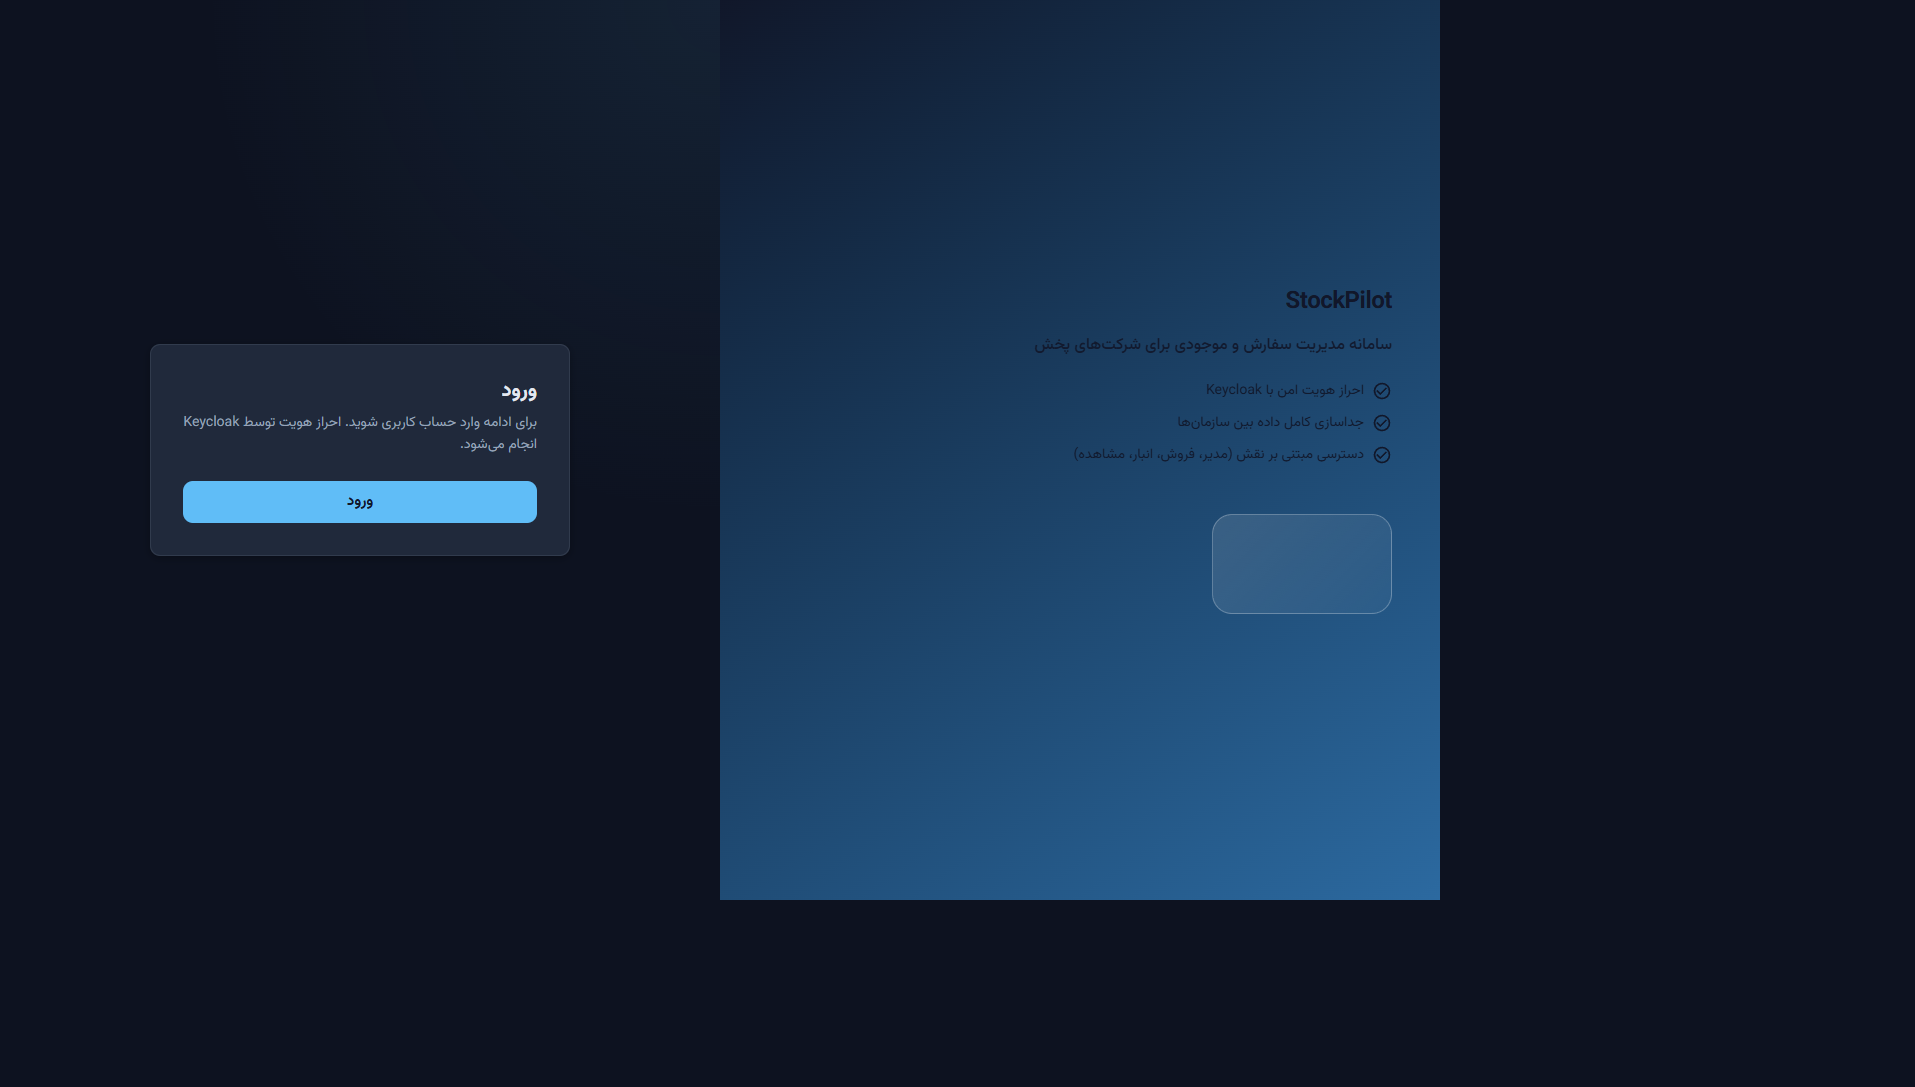 StockPilot
سامانه مدیریت سفارش و موجودی برای شرکت‌های پخش
احراز هویت امن با Keycloak
جداسازی کامل داده بین سازمان‌ها
دسترسی مبتنی بر نقش (مدیر، فروش، انبار، مشاهده)
ورود
برای ادامه وارد حساب کاربری شوید. احراز هویت توسط Keycloak
انجام می‌شود.
ورود